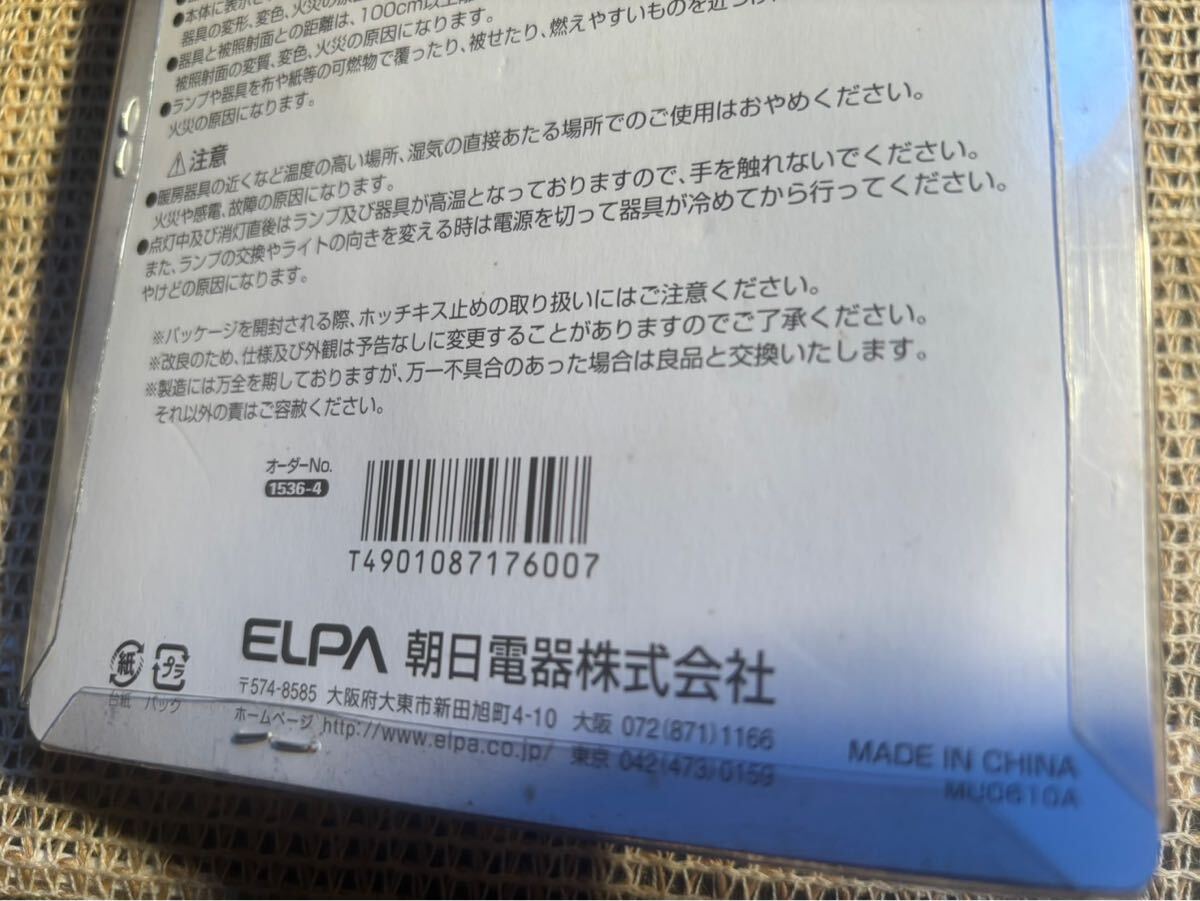 ●本体に表示さ
器具の変形、変色、火災の原因
●器具と被照射面との距離は、100cm以上離
被照射面の変質、変色、火災の原因になります。
●ランプや器具を布や紙等の可燃物で覆ったり、被せたり、燃えやすいものを近づけ
火災の原因になります。
⚠注意
●暖房器具の近くなど温度の高い場所、湿気の直接あたる場所でのご使用はおやめください。
火災や感電、故障の原因になります。
●点灯中及び消灯直後はランプ及び器具が高温となっておりますので、手を触れないでください。
また、ランプの交換やライトの向きを変える時は電源を切って器具が冷めてから行ってください。
やけどの原因になります。
※パッケージを開封される際、ホッチキス止めの取り扱いにはご注意ください。
※改良のため、仕様及び外観は予告なしに変更することがありますのでご了承ください。
※製造には万全を期しておりますが、万一不具合のあった場合は良品と交換いたします。
それ以外の責はご容赦ください。
オーダーNo.
1536-4
T4901087176007
ELPA 朝日電器株式会社
紙 プラ
台紙 パック
〒574-8585 大阪府大東市新田旭町4-10 大阪 072(871)1166
ホームページ http://www.elpa.co.jp/ 東京 042(473)0159
MADE IN CHINA
MU0610A